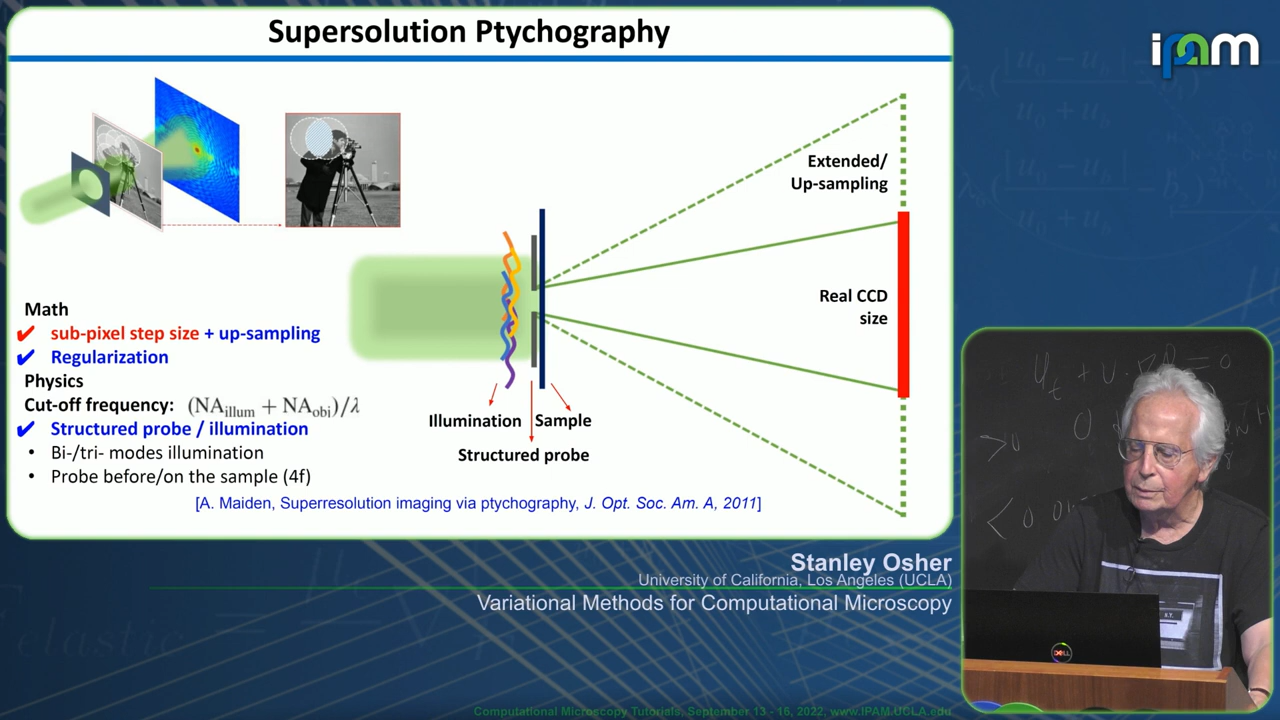 Supersolution Ptychography
ipam
Extended/
Up-sampling
Real CCD
size
Math
✔ sub-pixel step size + up-sampling
✔ Regularization
Physics
Cut-off frequency: (NA_illum + NA_obj)/λ
✔ Structured probe / illumination
• Bi-/tri- modes illumination
• Probe before/on the sample (4f)
Illumination
Sample
Structured probe
[A. Maiden, Superresolution imaging via ptychography, J. Opt. Soc. Am. A, 2011]
Stanley Osher
University of California, Los Angeles (UCLA)
Variational Methods for Computational Microscopy
DELL
Computational Microscopy Tutorials, September 13 - 16, 2022, www.IPAM.UCLA.edu